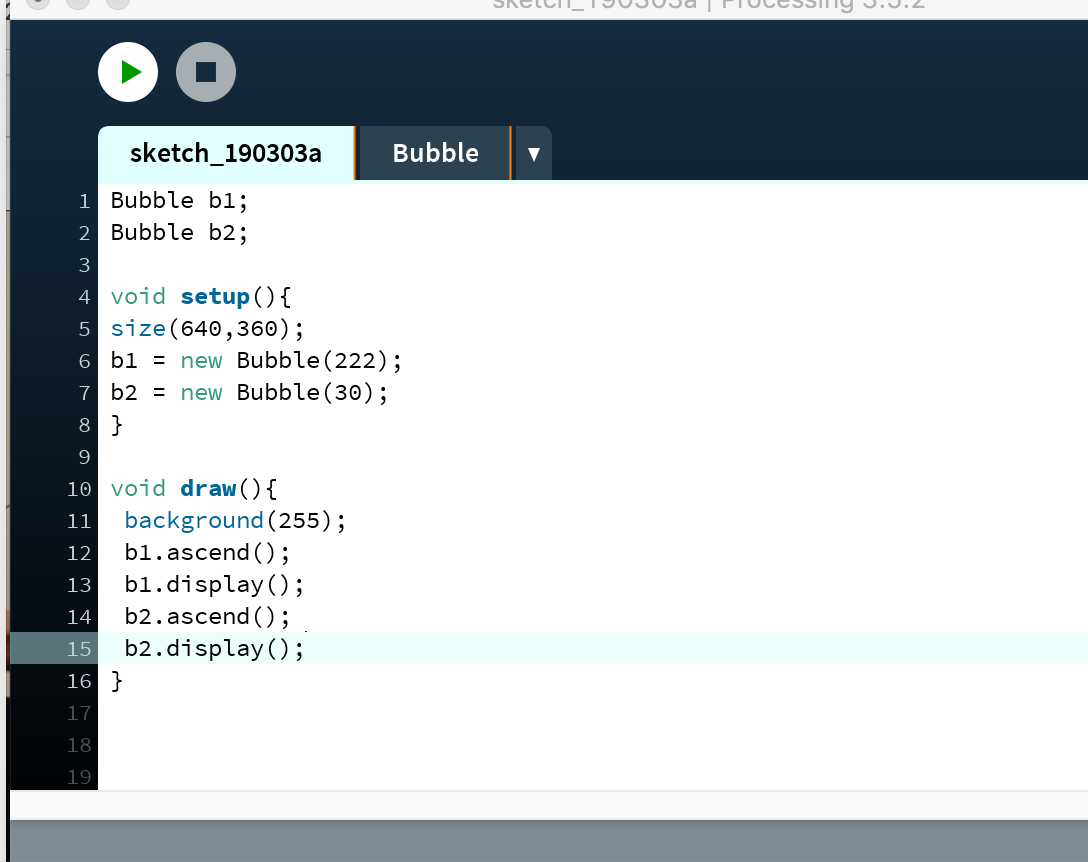 sketch_190303a | Processing 3.5.2
sketch_190303a Bubble ▼
1 Bubble b1;
2 Bubble b2;
3
4 void setup(){
5 size(640,360);
6 b1 = new Bubble(222);
7 b2 = new Bubble(30);
8 }
9
10 void draw(){
11 background(255);
12 b1.ascend();
13 b1.display();
14 b2.ascend();
15 b2.display();
16 }
17
18
19